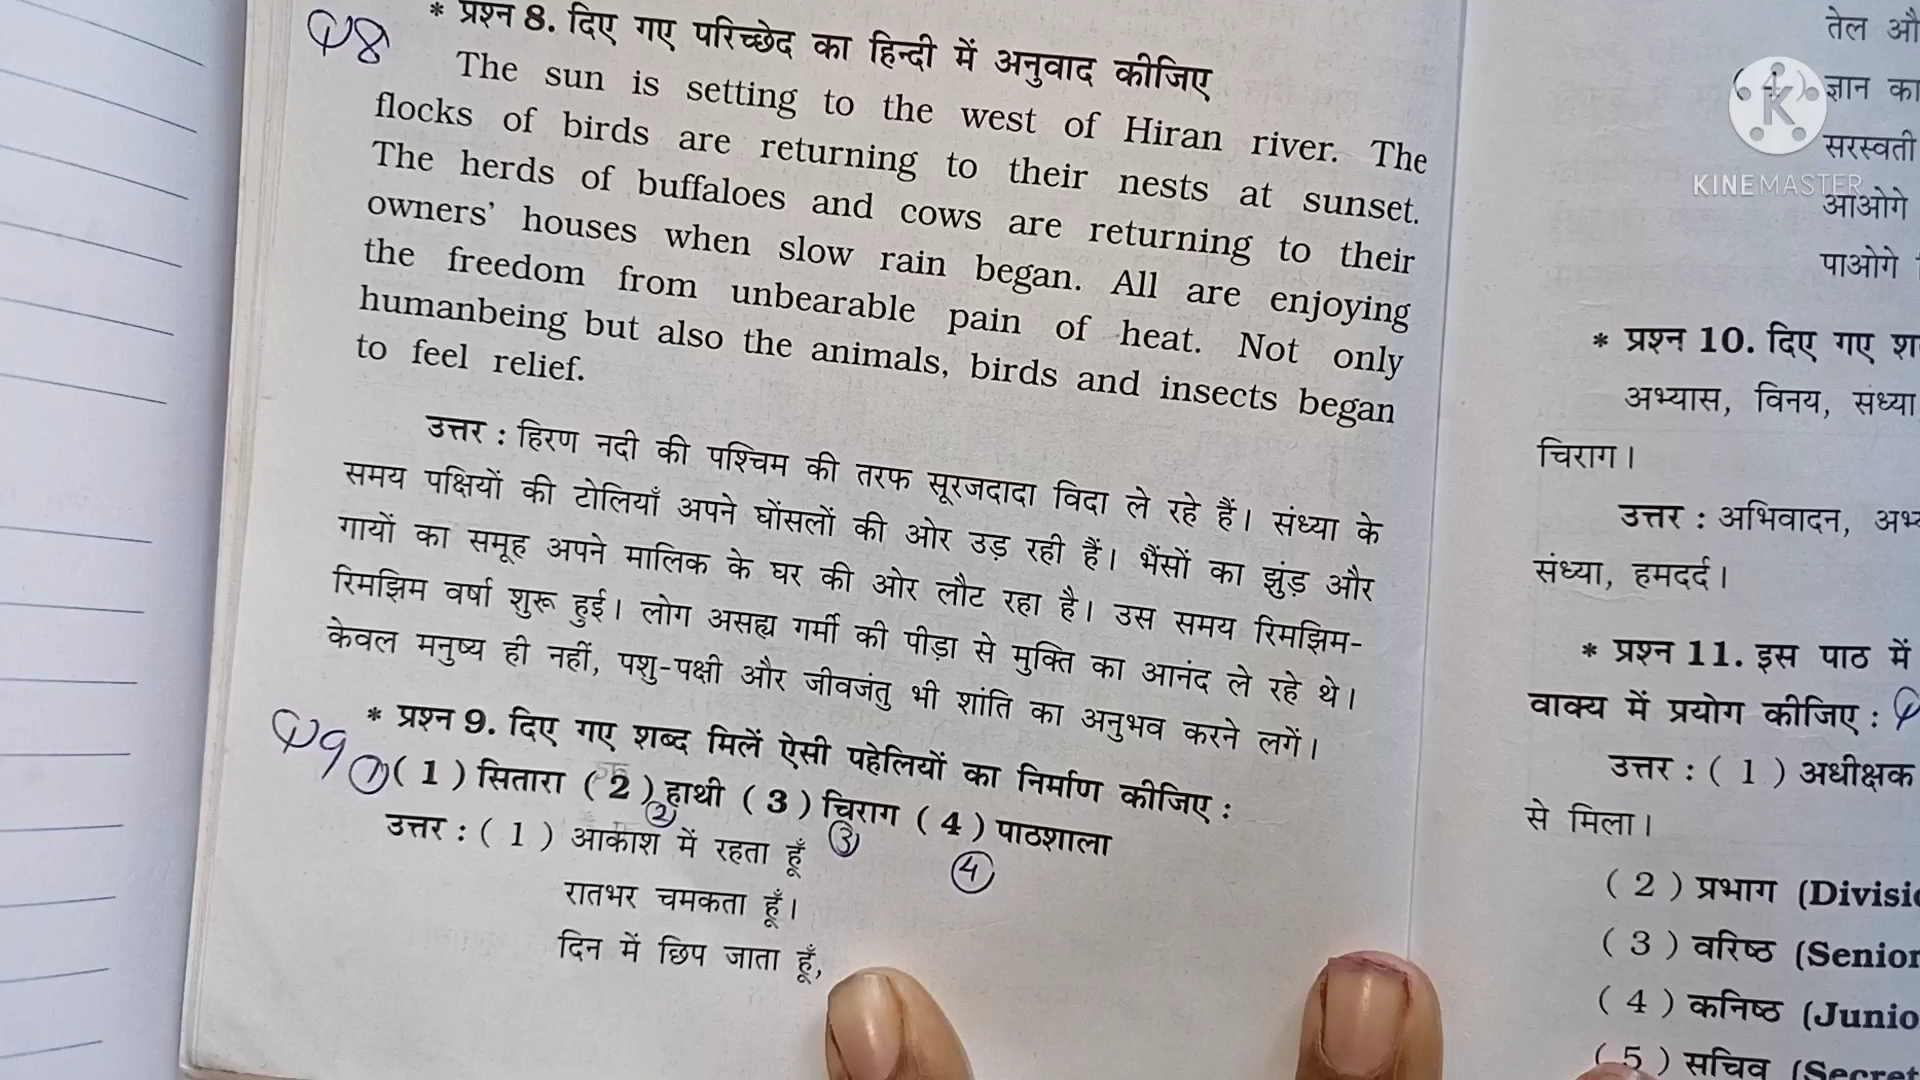 Q8
* प्रश्न 8. दिए गए परिच्छेद का हिन्दी में अनुवाद कीजिए
The sun is setting to the west of Hiran river. The
flocks of birds are returning to their nests at sunset.
The herds of buffaloes and cows are returning to their
owners' houses when slow rain began. All are enjoying
the freedom from unbearable pain of heat. Not only
humanbeing but also the animals, birds and insects began
to feel relief.
उत्तर : हिरण नदी की पश्चिम की तरफ सूरजदादा विदा ले रहे हैं। संध्या के
समय पक्षियों की टोलियाँ अपने घोंसलों की ओर उड़ रही हैं। भैंसों का झुंड़ और
गायों का समूह अपने मालिक के घर की ओर लौट रहा है। उस समय रिमझिम-
रिमझिम वर्षा शुरू हुई। लोग असह्य गर्मी की पीड़ा से मुक्ति का आनंद ले रहे थे।
केवल मनुष्य ही नहीं, पशु-पक्षी और जीवजंतु भी शांति का अनुभव करने लगें।
Q9
* प्रश्न 9. दिए गए शब्द मिलें ऐसी पहेलियों का निर्माण कीजिए :
① ( 1 ) सितारा ( 2 ) हाथी ( 3 ) चिराग ( 4 ) पाठशाला
② ③ ④
उत्तर : ( 1 ) आकाश में रहता हूँ
रातभर चमकता हूँ।
दिन में छिप जाता हूँ,
तेल
( 4 ) ज्ञान का
सरस्वती
आओगे
पाओगे
K
KINEMASTER
* प्रश्न 10. दिए गए
अभ्यास, विनय, संध्या
चिराग।
उत्तर : अभिवादन,
संध्या, हमदर्द।
* प्रश्न 11. इस पाठ में
वाक्य में प्रयोग कीजिए :
उत्तर : ( 1 ) अधीक्षक
से मिला।
( 2 ) प्रभाग
( 3 ) वरिष्ठ (Senior
( 4 ) कनिष्ठ
( 5 ) सचिव